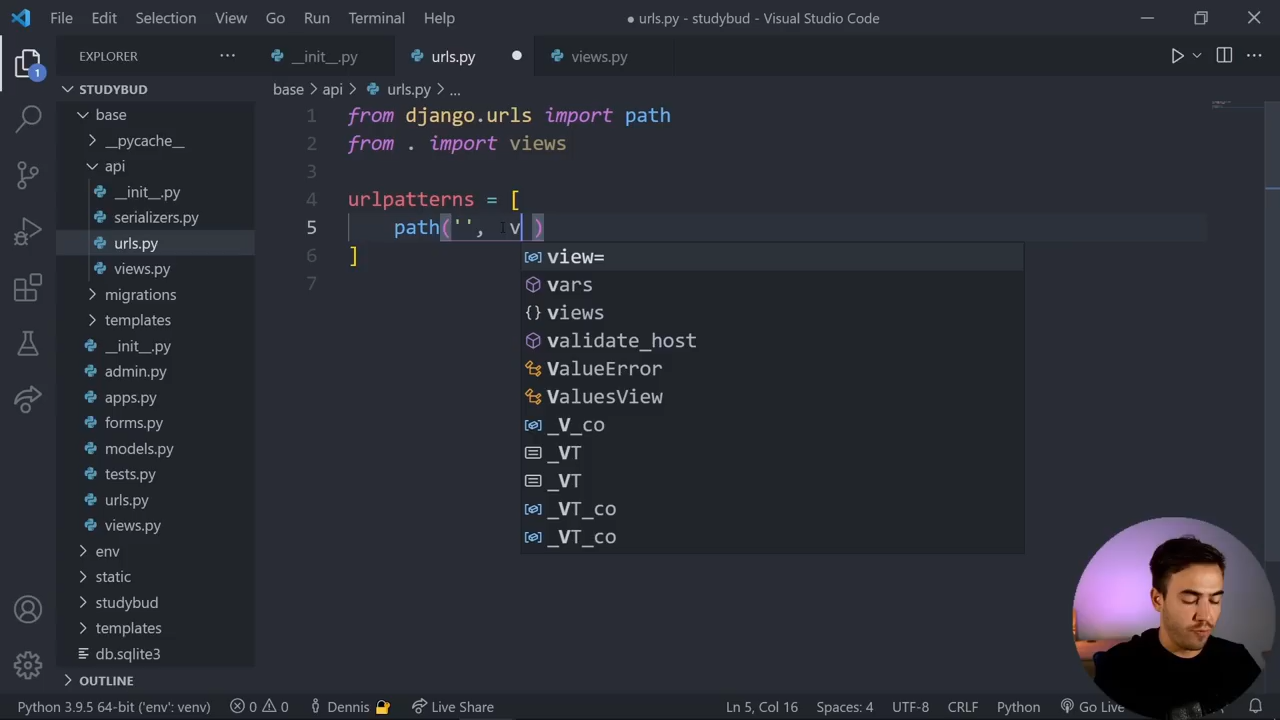 File Edit Selection View Go Run Terminal Help
● urls.py - studybud - Visual Studio Code
EXPLORER
__init__.py
urls.py
views.py
STUDYBUD
base
__pycache__
api
__init__.py
serializers.py
urls.py
views.py
migrations
templates
__init__.py
admin.py
apps.py
forms.py
models.py
tests.py
urls.py
views.py
env
static
studybud
templates
db.sqlite3
OUTLINE
1
base > api > urls.py > ...
1 from django.urls import path
2 from . import views
3
4 urlpatterns = [
5 path('', v )
6 ]
7
view=
vars
views
validate_host
ValueError
ValuesView
_V_co
_VT
_VT
_VT_co
_VT_co
Python 3.9.5 64-bit ('env': venv) 0 0 Dennis Live Share Ln 5, Col 16 Spaces: 4 UTF-8 CRLF Python Go Live